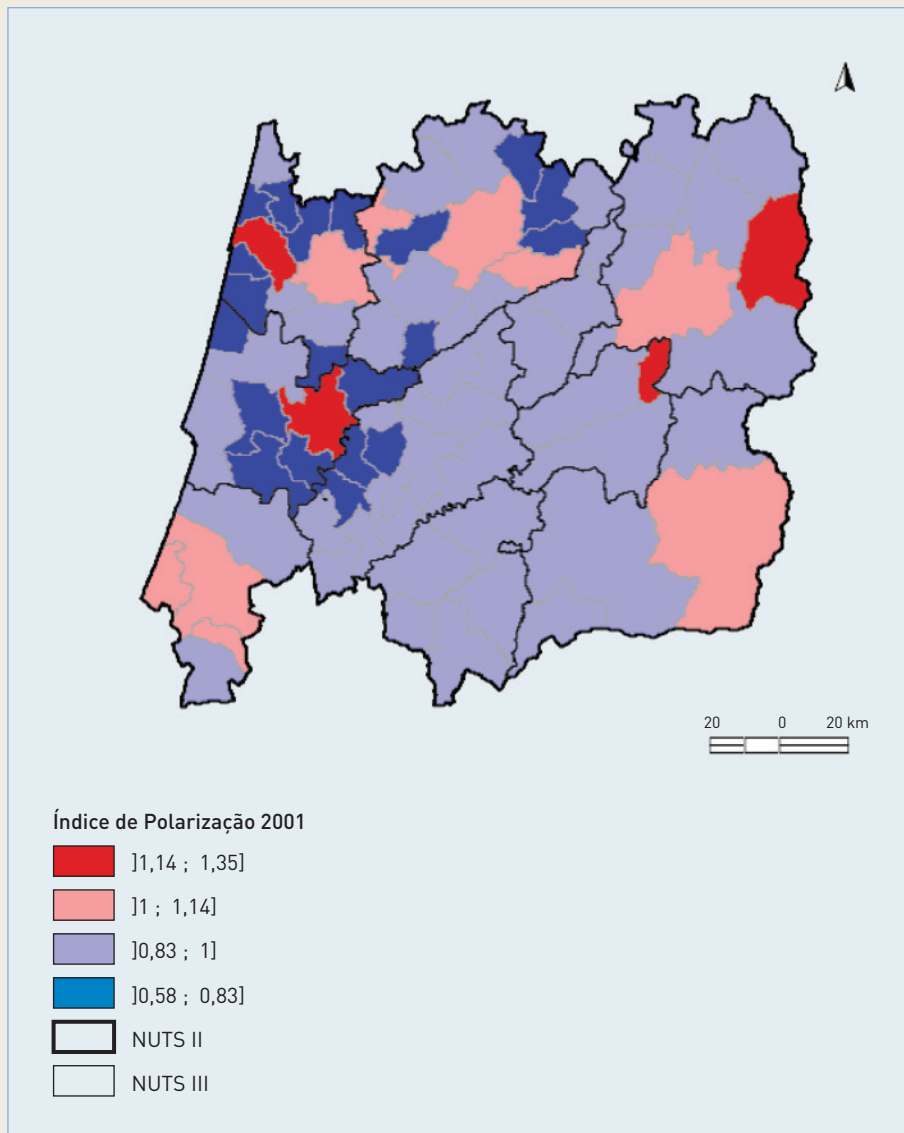 20 0 20 km
Índice de Polarização 2001
]1,14 ; 1,35]
]1 ; 1,14]
]0,83 ; 1]
]0,58 ; 0,83]
NUTS II
NUTS III